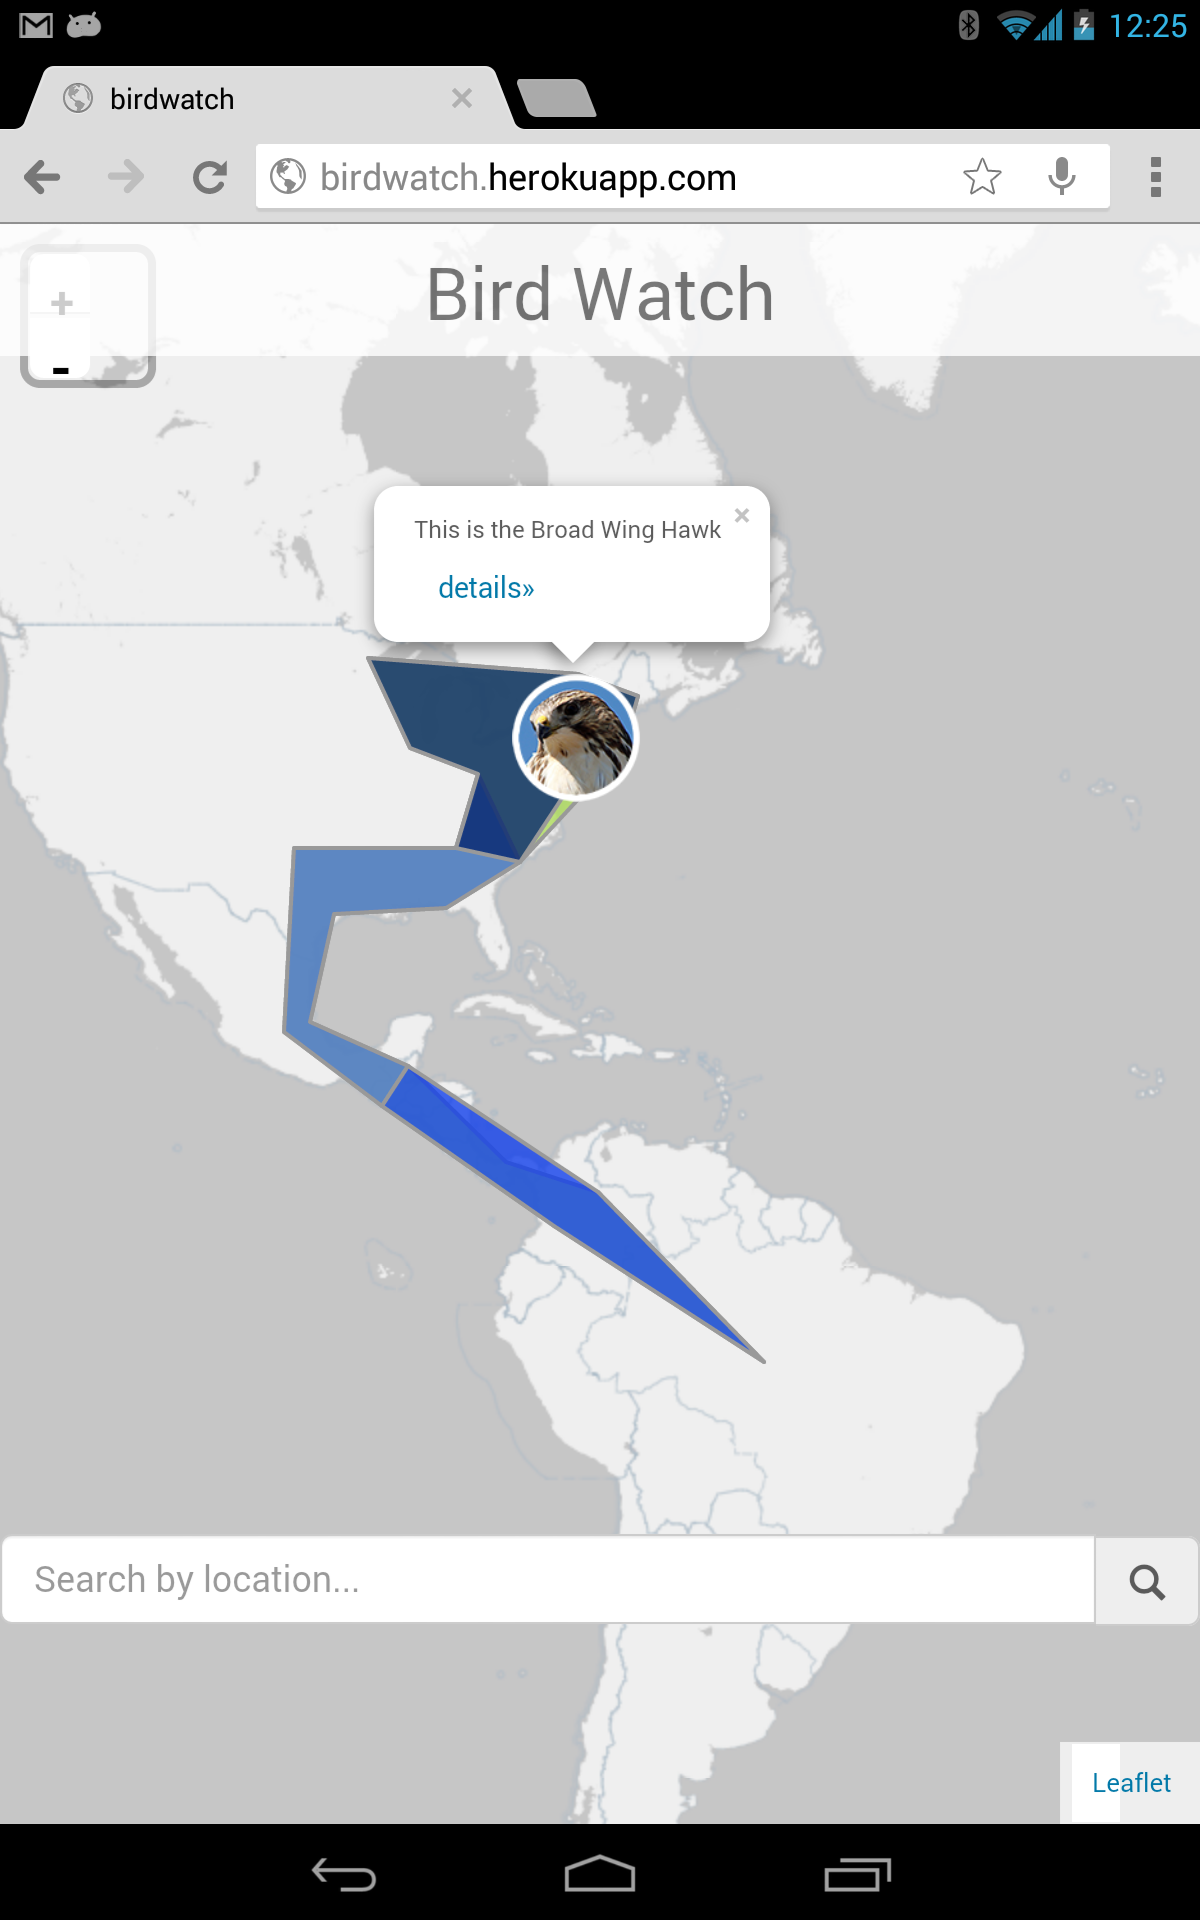 12:25
birdwatch
birdwatch.herokuapp.com
+
Bird Watch
-
This is the Broad Wing Hawk
×
details»
Search by location...
Leaflet